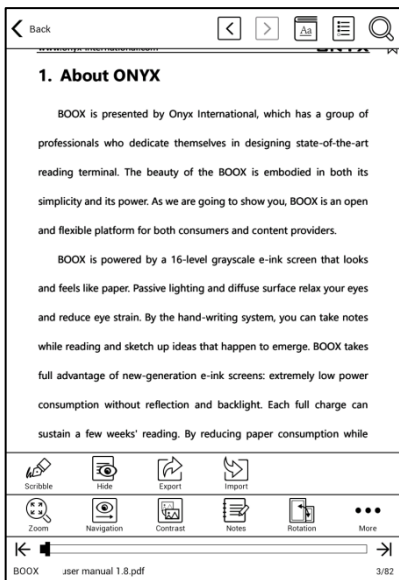 Back
Aa
1. About ONYX
BOOX is presented by Onyx International, which has a group of
professionals who dedicate themselves in designing state-of-the-art
reading terminal. The beauty of the BOOX is embodied in both its
simplicity and its power. As we are going to show you, BOOX is an open
and flexible platform for both consumers and content providers.
BOOX is powered by a 16-level grayscale e-ink screen that looks
and feels like paper. Passive lighting and diffuse surface relax your eyes
and reduce eye strain. By the hand-writing system, you can take notes
while reading and sketch up ideas that happen to emerge. BOOX takes
full advantage of new-generation e-ink screens: extremely low power
consumption without reflection and backlight. Each full charge can
sustain a few weeks' reading. By reducing paper consumption while
Scribble Hide Export Import
Zoom Navigation Contrast Notes Rotation More
BOOX user manual 1.8.pdf 3/82